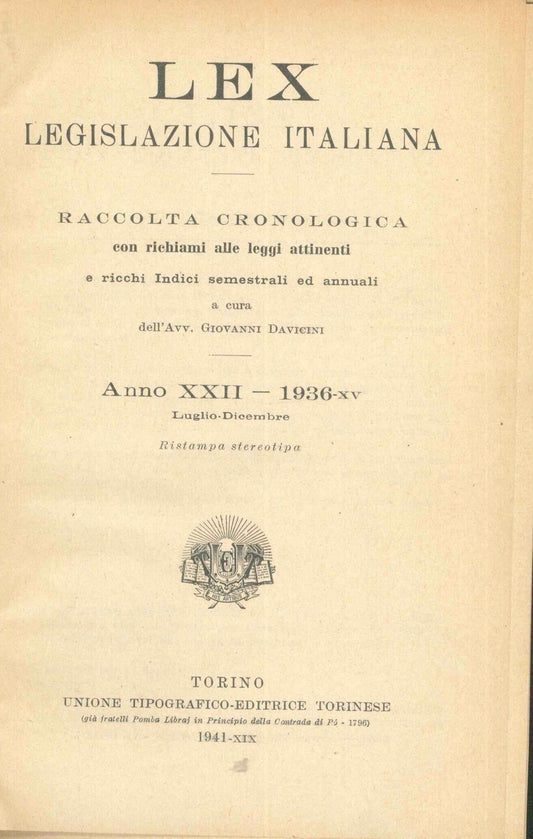 LEX
LEGISLAZIONE ITALIANA
RACCOLTA CRONOLOGICA
con richiami alle leggi attinenti
e ricchi Indici semestrali ed annuali
a cura
dell'Avv. GIOVANNI DAVICINI
Anno XXII — 1936-XV
Luglio-Dicembre
Ristampa stereotipa
TORINO
UNIONE TIPOGRAFICO-EDITRICE TORINESE
(già fratelli Pomba Libraj in Principio della Contrada di Pò - 1796)
1941-XIX